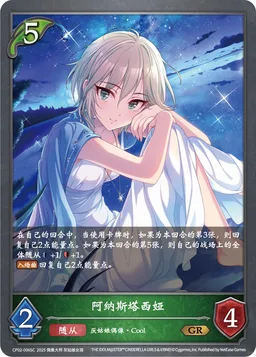 5
在自己的回合中,当使用卡牌时,如果为本回合的第3张,则回
复自己2点能量点。如果为本回合的第5张,则自己的战场上的全
体随从+1/+1。
入场曲 回复自己2点能量点。
阿纳斯塔西娅
2
随从
灰姑娘偶像・Cool
GR
4